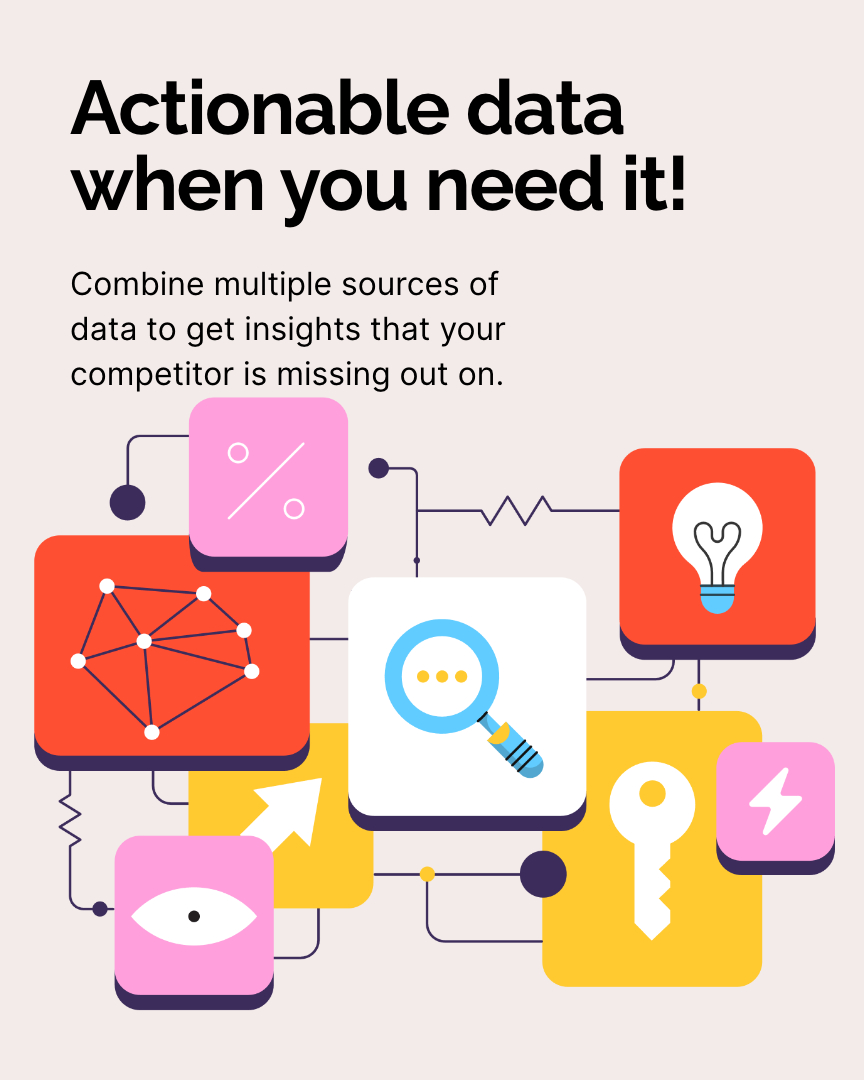 Actionable data
when you need it!
Combine multiple sources of
data to get insights that your
competitor is missing out on.